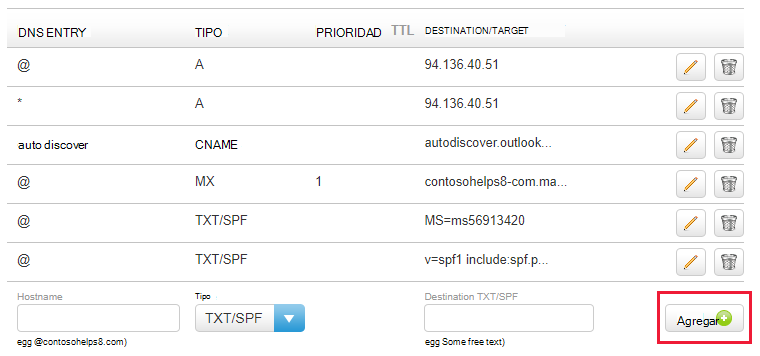 DNS ENTRY TIPO PRIORIDAD TTL DESTINATION/TARGET
@ A 94.136.40.51
* A 94.136.40.51
auto discover CNAME autodiscover.outlook...
@ MX 1 contosohelps8-com.ma...
@ TXT/SPF MS=ms56913420
@ TXT/SPF v=spf1 include:spf.p...
Hostname Tipo Destination TXT/SPF
TXT/SPF Agregar
egg @contosohelps8.com) egg Some free text)